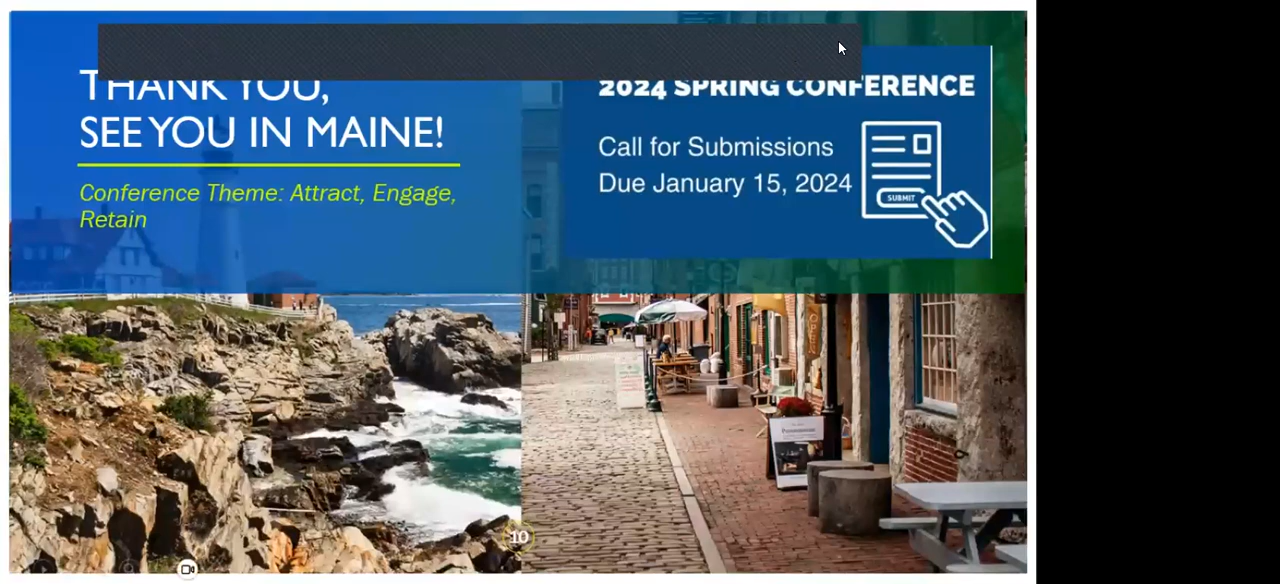 THANK YOU,
SEE YOU IN MAINE!
Conference Theme: Attract, Engage,
Retain
2024 SPRING CONFERENCE
Call for Submissions
Due January 15, 2024
SUBMIT
OPEN
10